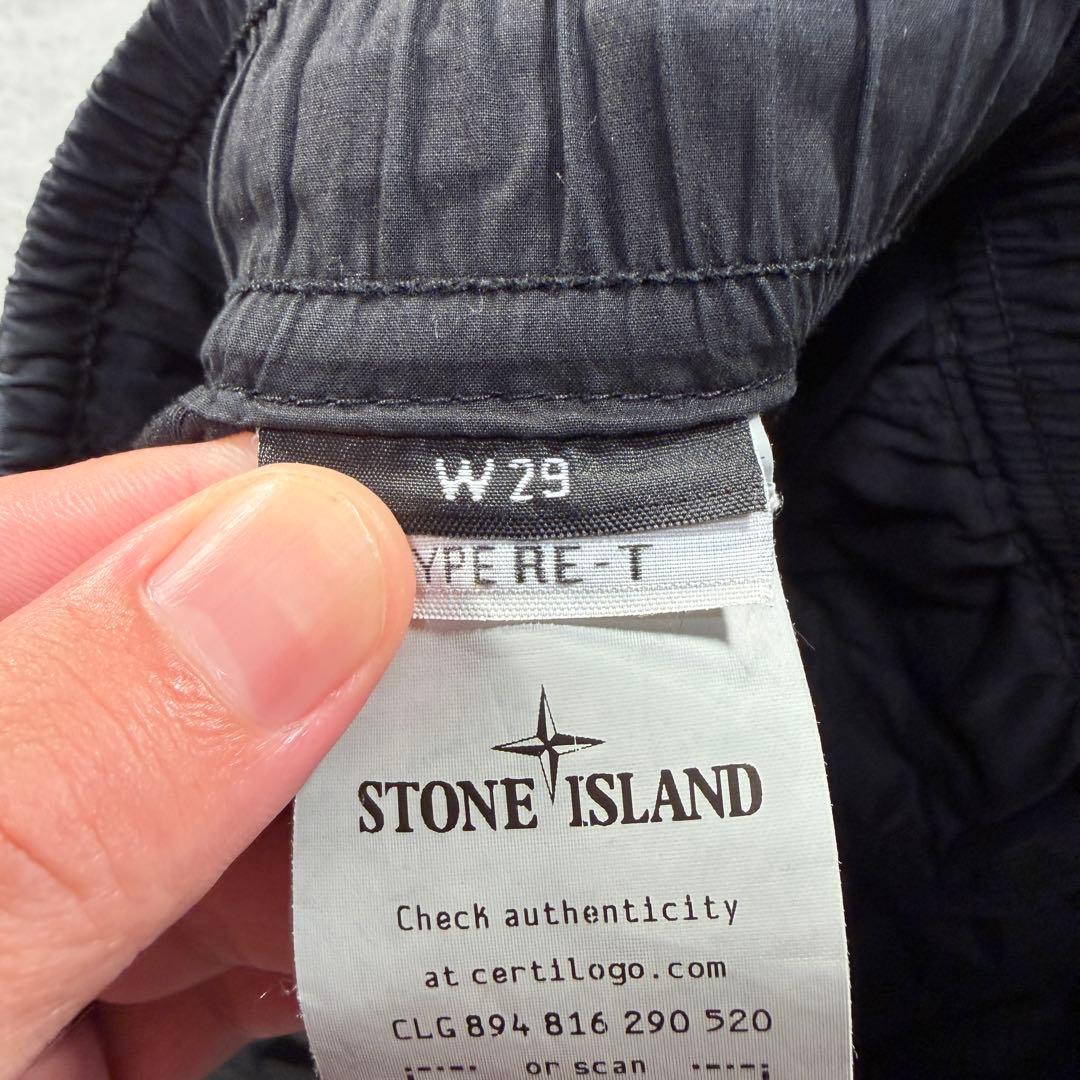 W 29
YPE RE-T
STONE ISLAND
Check authenticity
at certilogo.com
CLG 894 816 290 520
or scan